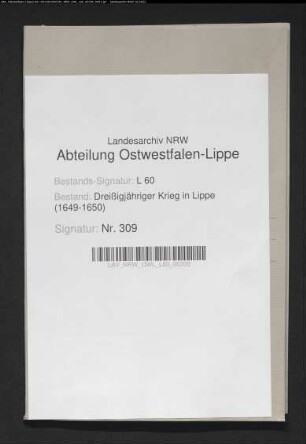 Landesarchiv NRW
Abteilung Ostwestfalen-Lippe
Bestands-Signatur: L 60
Bestand: Dreißigjähriger Krieg in Lippe
(1649-1650)
Signatur: Nr. 309